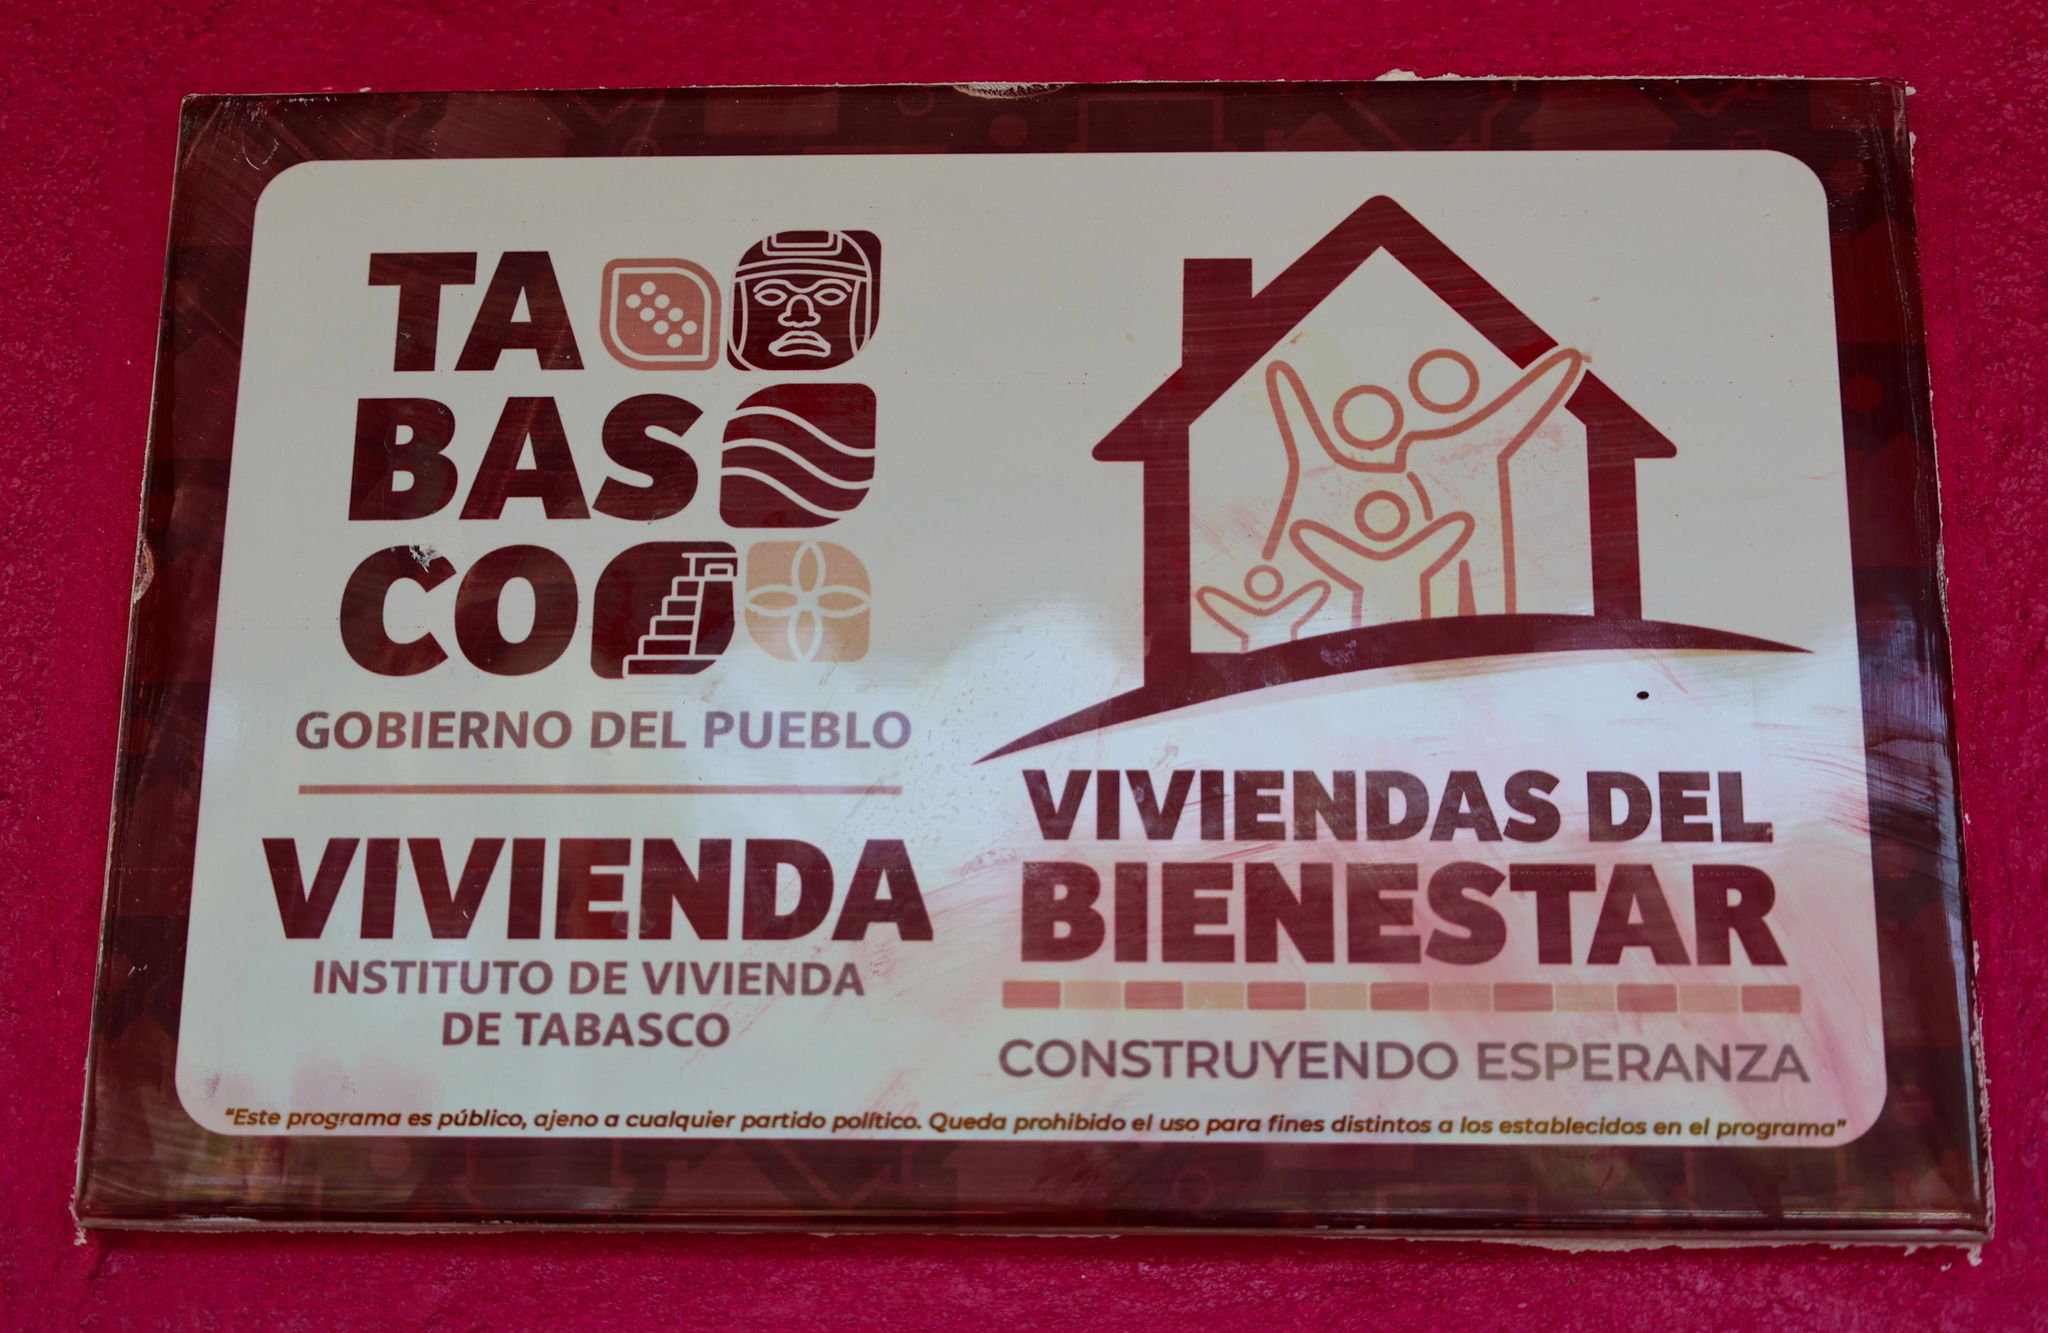 TA
BAS
CO
GOBIERNO DEL PUEBLO
VIVIENDA
INSTITUTO DE VIVIENDA
DE TABASCO
VIVIENDAS DEL
BIENESTAR
CONSTRUYENDO ESPERANZA
“Este programa es público, ajeno a cualquier partido político. Queda prohibido el uso para fines distintos a los establecidos en el programa”